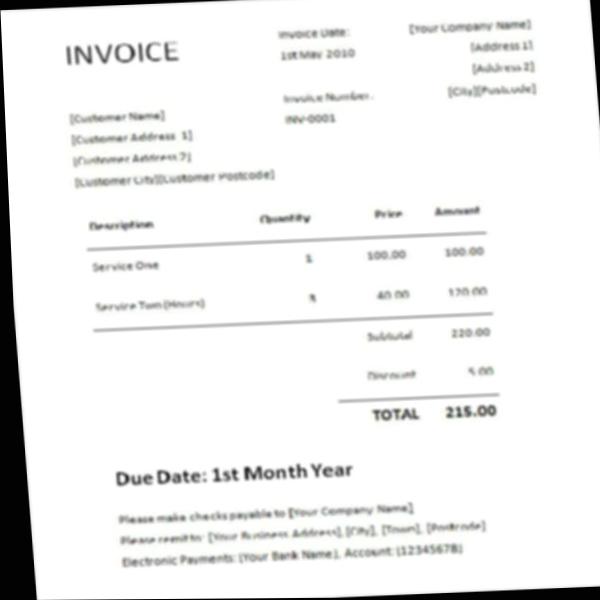 INVOICE
Invoice Date:
1st May 2010
Invoice Number.
INV-0001
[Your Company Name]
[Address 1]
[Address 2]
[City][Postcode]
[Customer Name]
[Customer Address 1]
[Customer Address 2]
[Customer City][Customer Postcode]
Description Quantity Price Amount
Service One 1 100.00 100.00
Service Two (Hours) 3 40.00 120.00
Subtotal 220.00
Discount 5.00
TOTAL 215.00
Due Date: 1st Month Year
Please make checks payable to [Your Company Name]
Please remit to: [Your Business Address], [City], [Town], [Postcode]
Electronic Payments: (Your Bank Name), Account: (12345678)